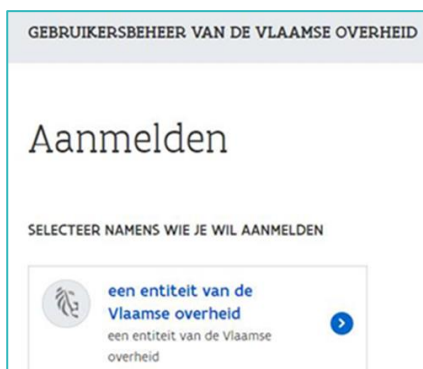 GEBRUIKERSBEHEER VAN DE VLAAMSE OVERHEID
Aanmelden
SELECTEER NAMENS WIE JE WIL AANMELDEN
een entiteit van de
Vlaamse overheid
een entiteit van de Vlaamse
overheid